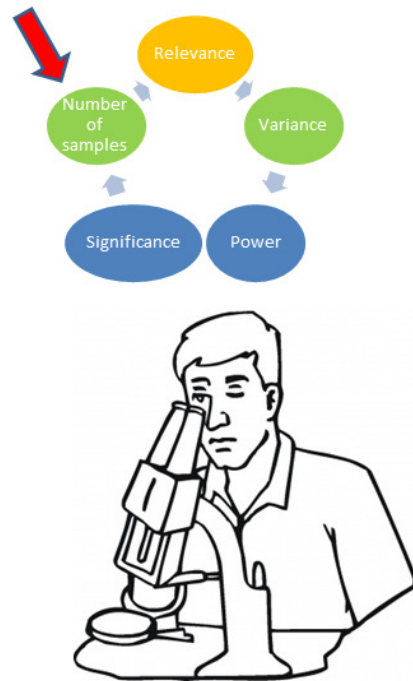 Relevance
Number
of
samples
Variance
Significance
Power